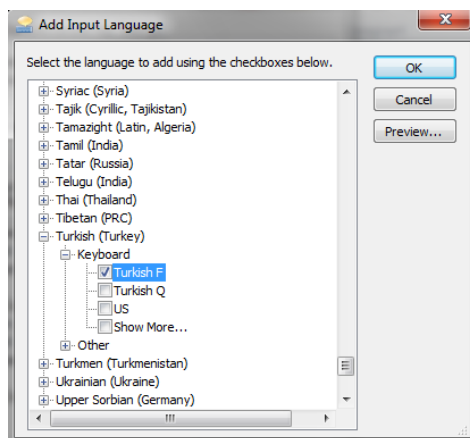 Add Input Language
Select the language to add using the checkboxes below.
OK
Cancel
Preview...
Syriac (Syria)
Tajik (Cyrillic, Tajikistan)
Tamazight (Latin, Algeria)
Tamil (India)
Tatar (Russia)
Telugu (India)
Thai (Thailand)
Tibetan (PRC)
Turkish (Turkey)
Keyboard
Turkish F
Turkish Q
US
Show More...
Other
Turkmen (Turkmenistan)
Ukrainian (Ukraine)
Upper Sorbian (Germany)